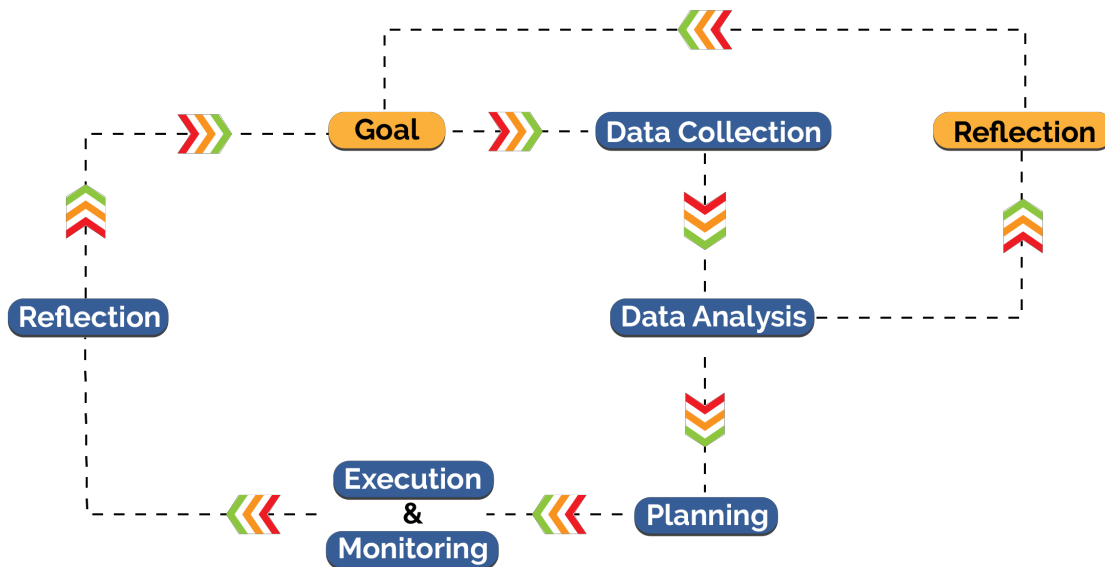 Goal
Data Collection
Reflection
Reflection
Data Analysis
Execution
&
Monitoring
Planning